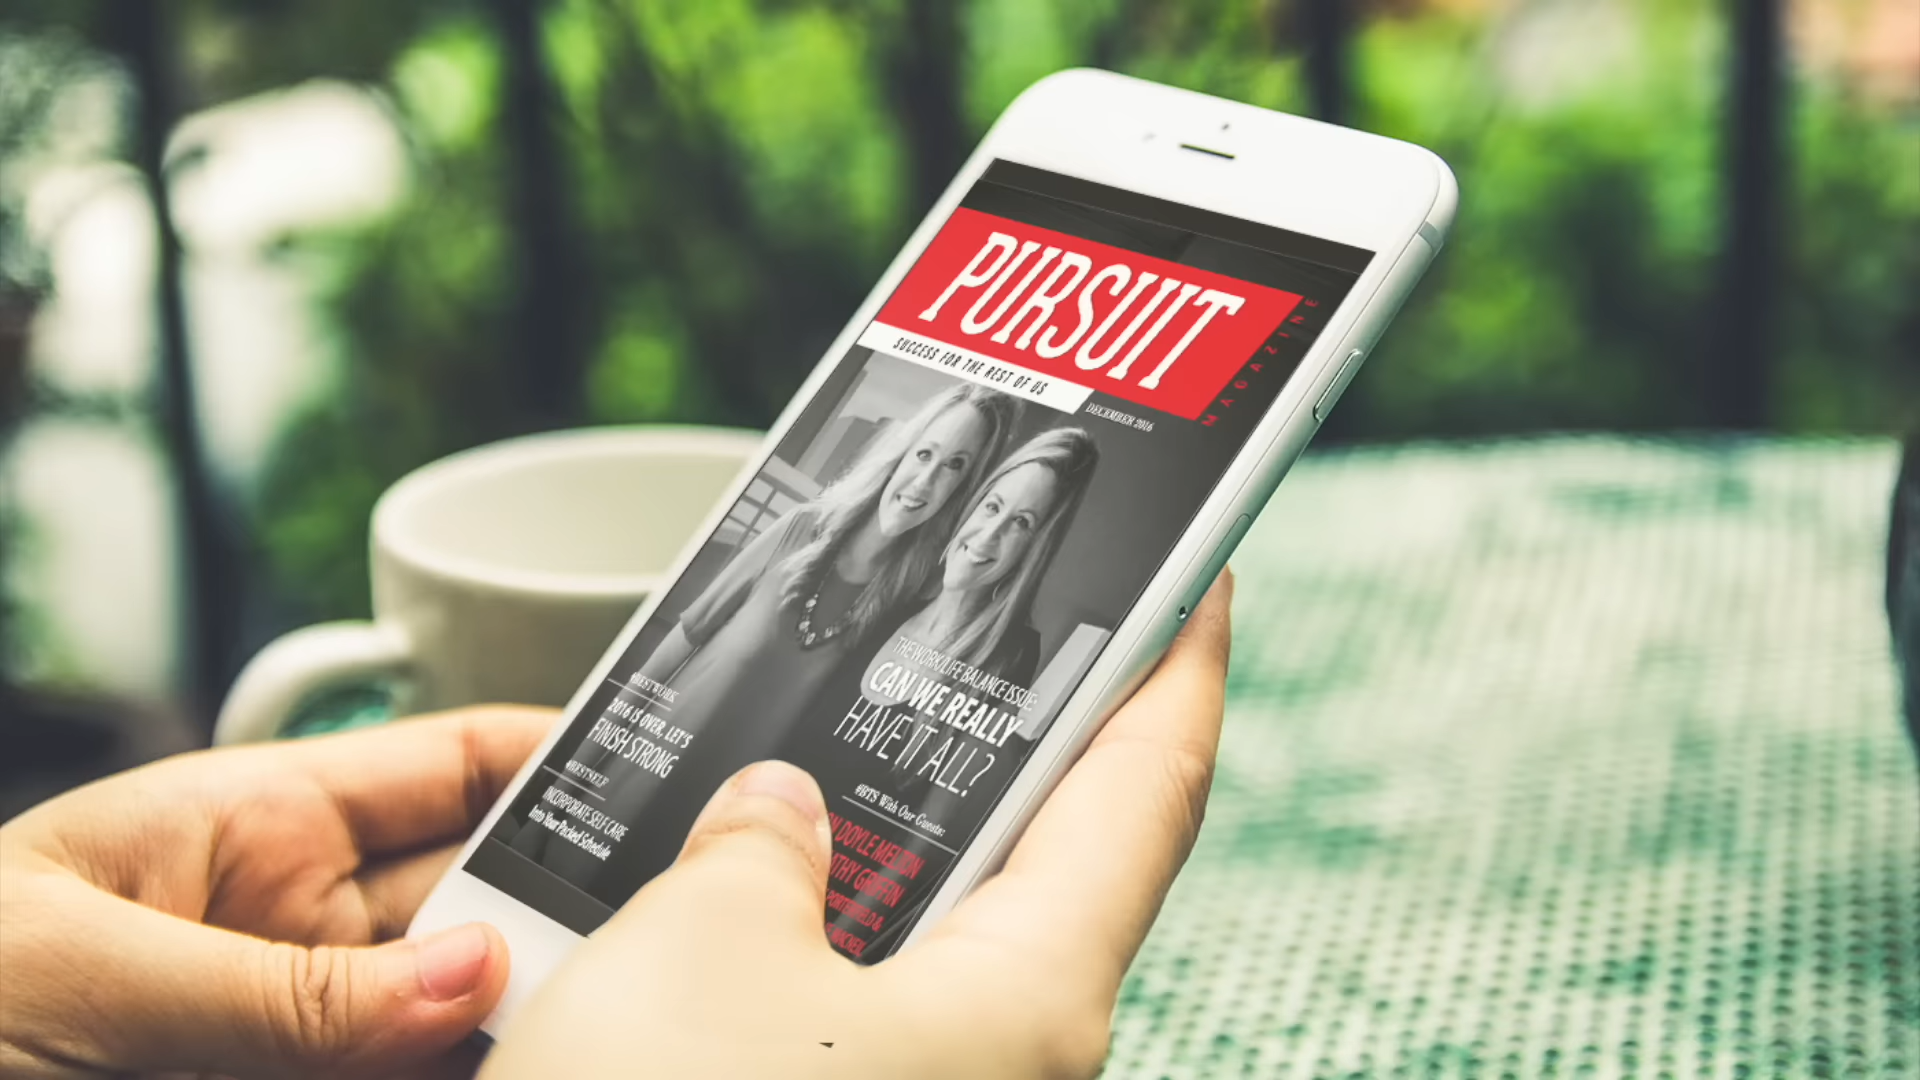 PURSUIT
MAGAZINE
SUCCESS FOR THE REST OF US
DECEMBER 2016
THE WORK/LIFE BALANCE ISSUE:
CAN WE REALLY
HAVE IT ALL?
#BESTWORK
2016 IS OVER, LET'S
FINISH STRONG
#BESTSELF
INCORPORATE SELF CARE
Into Your Packed Schedule
#BTS With Our Guests:
DOYLE MELTON
GRIFFIN
&